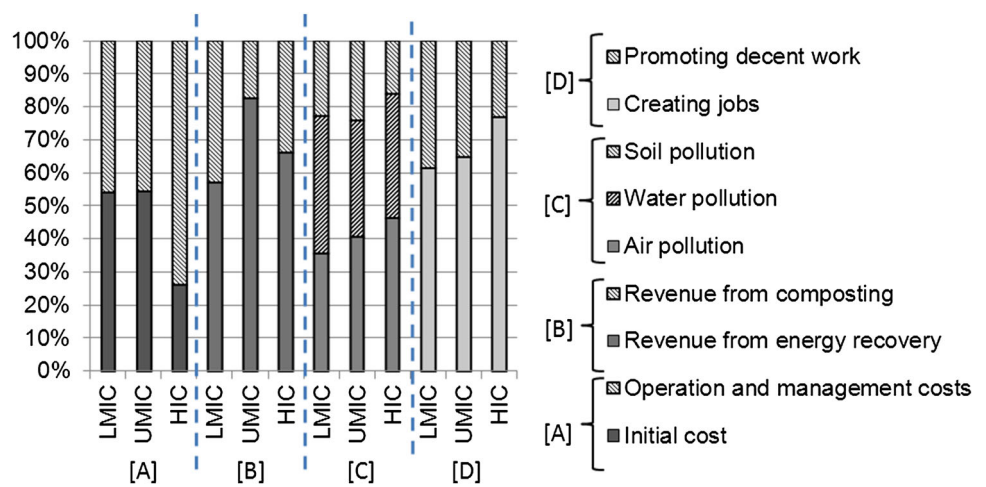 100%
90%
80%
70%
60%
50%
40%
30%
20%
10%
0%
LMIC UMIC HIC LMIC UMIC HIC LMIC UMIC HIC LMIC UMIC HIC
[A] [B] [C] [D]
[D]
Promoting decent work
Creating jobs
[C]
Soil pollution
Water pollution
Air pollution
[B]
Revenue from composting
Revenue from energy recovery
[A]
Operation and management costs
Initial cost